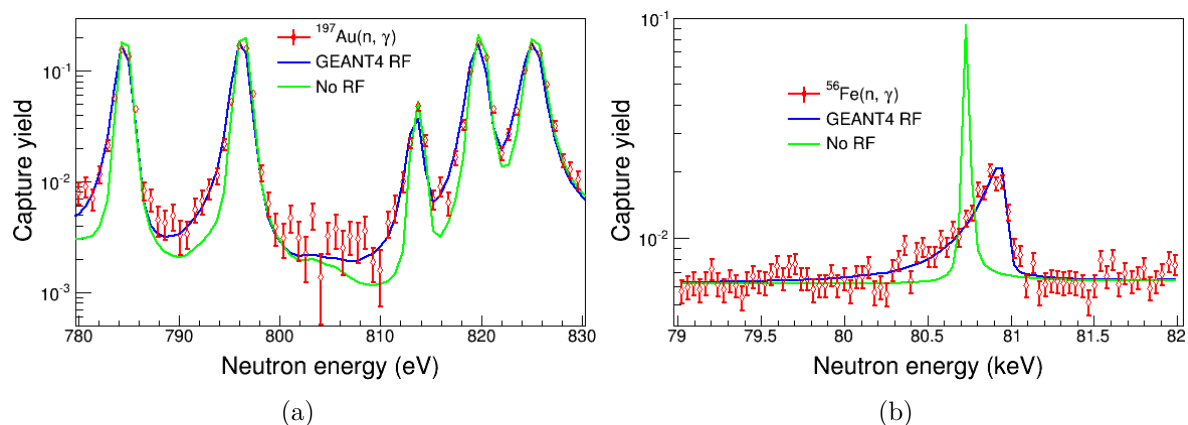 ¹⁹⁷Au(n, γ)
GEANT4 RF
No RF
Capture yield
10⁻¹
10⁻²
10⁻³
780 790 800 810 820 830
Neutron energy (eV)
(a)
⁵⁶Fe(n, γ)
GEANT4 RF
No RF
Capture yield
10⁻¹
10⁻²
79 79.5 80 80.5 81 81.5 82
Neutron energy (keV)
(b)